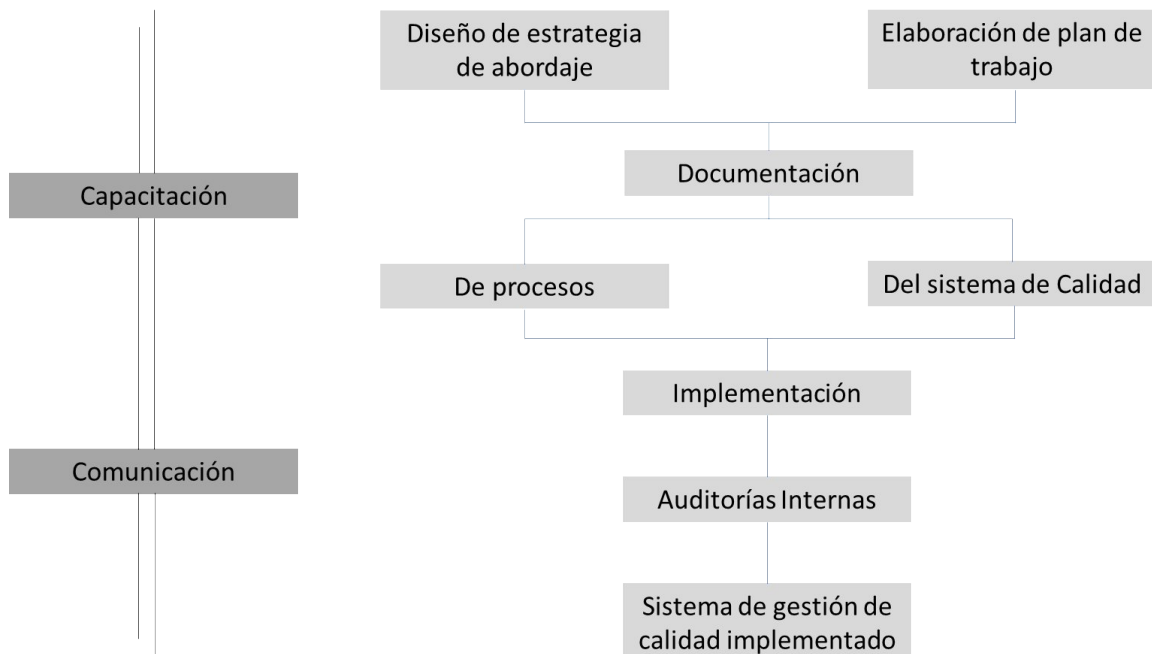 Diseño de estrategia
de abordaje
Elaboración de plan de
trabajo
Documentación
Capacitación
De procesos
Del sistema de Calidad
Implementación
Comunicación
Auditorías Internas
Sistema de gestión de
calidad implementado